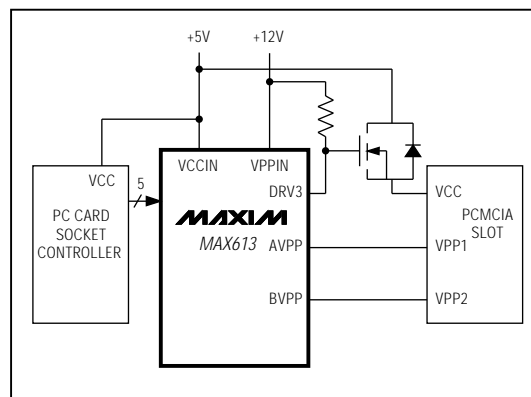 +5V
+12V
VCCIN
VPPIN
VCC
5
DRV3
VCC
PC CARD
SOCKET
CONTROLLER
MAXIM
MAX613
PCMCIA
SLOT
AVPP
VPP1
BVPP
VPP2